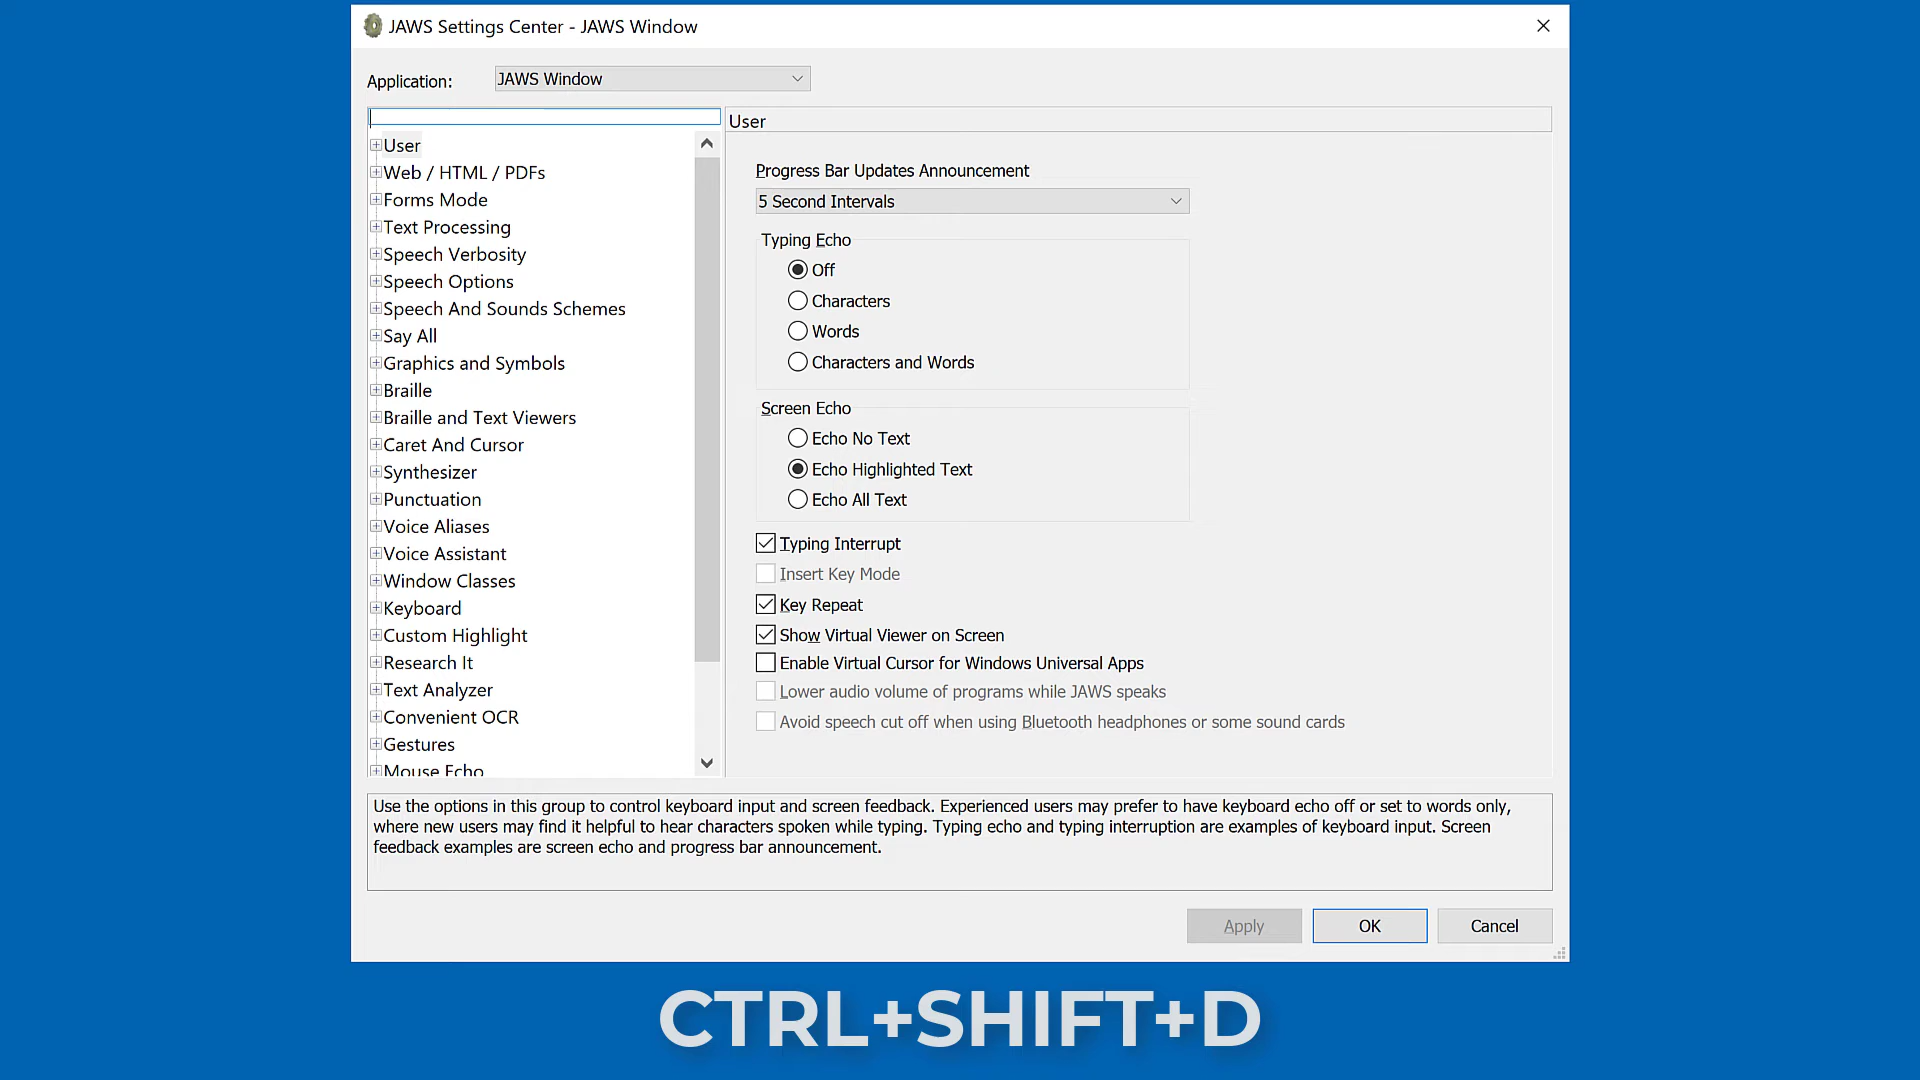 JAWS Settings Center - JAWS Window
Application:
JAWS Window
User
Web / HTML / PDFs
Forms Mode
Text Processing
Speech Verbosity
Speech Options
Speech And Sounds Schemes
Say All
Graphics and Symbols
Braille
Braille and Text Viewers
Caret And Cursor
Synthesizer
Punctuation
Voice Aliases
Voice Assistant
Window Classes
Keyboard
Custom Highlight
Research It
Text Analyzer
Convenient OCR
Gestures
Mouse Echo
User
Progress Bar Updates Announcement
5 Second Intervals
Typing Echo
Off
Characters
Words
Characters and Words
Screen Echo
Echo No Text
Echo Highlighted Text
Echo All Text
Typing Interrupt
Insert Key Mode
Key Repeat
Show Virtual Viewer on Screen
Enable Virtual Cursor for Windows Universal Apps
Lower audio volume of programs while JAWS speaks
Avoid speech cut off when using Bluetooth headphones or some sound cards
Use the options in this group to control keyboard input and screen feedback. Experienced users may prefer to have keyboard echo off or set to words only,
where new users may find it helpful to hear characters spoken while typing. Typing echo and typing interruption are examples of keyboard input. Screen
feedback examples are screen echo and progress bar announcement.
Apply
OK
Cancel
CTRL+SHIFT+D